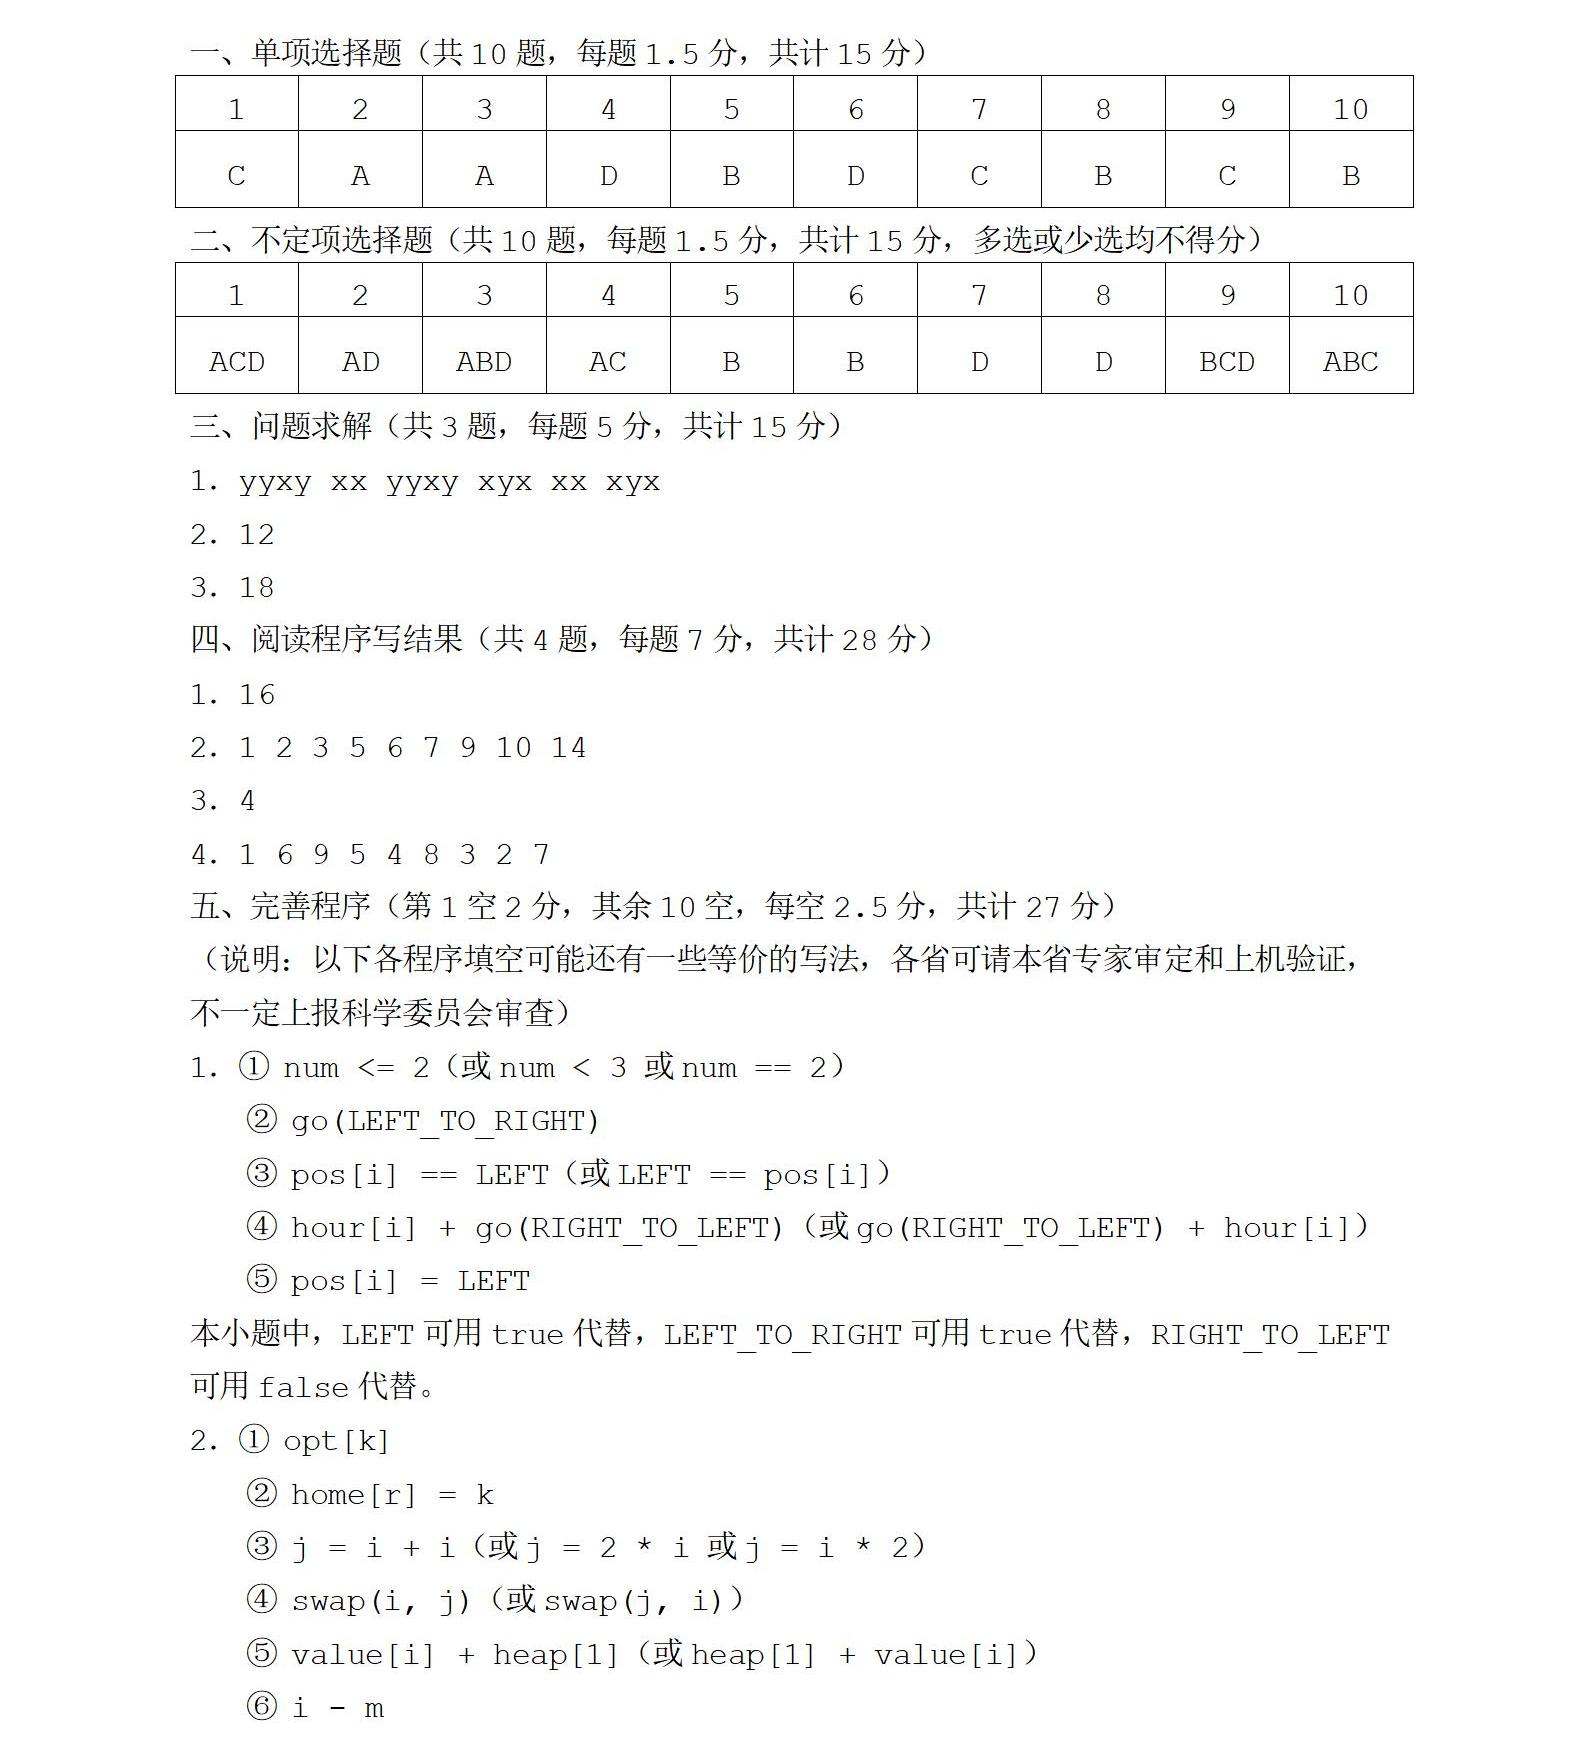 一、单项选择题（共 10 题，每题 1.5 分，共计 15 分）
1 2 3 4 5 6 7 8 9 10
C A A D B D C B C B
二、不定项选择题（共 10 题，每题 1.5 分，共计 15 分，多选或少选均不得分）
1 2 3 4 5 6 7 8 9 10
ACD AD ABD AC B B D D BCD ABC
三、问题求解（共 3 题，每题 5 分，共计 15 分）
1. yyxy xx yyxy xyx xx xyx
2. 12
3. 18
四、阅读程序写结果（共 4 题，每题 7 分，共计 28 分）
1. 16
2. 1 2 3 5 6 7 9 10 14
3. 4
4. 1 6 9 5 4 8 3 2 7
五、完善程序（第 1 空 2 分，其余 10 空，每空 2.5 分，共计 27 分）
（说明：以下各程序填空可能还有一些等价的写法，各省可请本省专家审定和上机验证，
不一定上报科学委员会审查）
1. ① num <= 2（或 num < 3 或 num == 2）
② go(LEFT_TO_RIGHT)
③ pos[i] == LEFT（或 LEFT == pos[i]）
④ hour[i] + go(RIGHT_TO_LEFT)（或 go(RIGHT_TO_LEFT) + hour[i]）
⑤ pos[i] = LEFT
本小题中，LEFT 可用 true 代替，LEFT_TO_RIGHT 可用 true 代替，RIGHT_TO_LEFT
可用 false 代替。
2. ① opt[k]
② home[r] = k
③ j = i + i（或 j = 2 * i 或 j = i * 2）
④ swap(i, j)（或 swap(j, i)）
⑤ value[i] + heap[1]（或 heap[1] + value[i]）
⑥ i - m